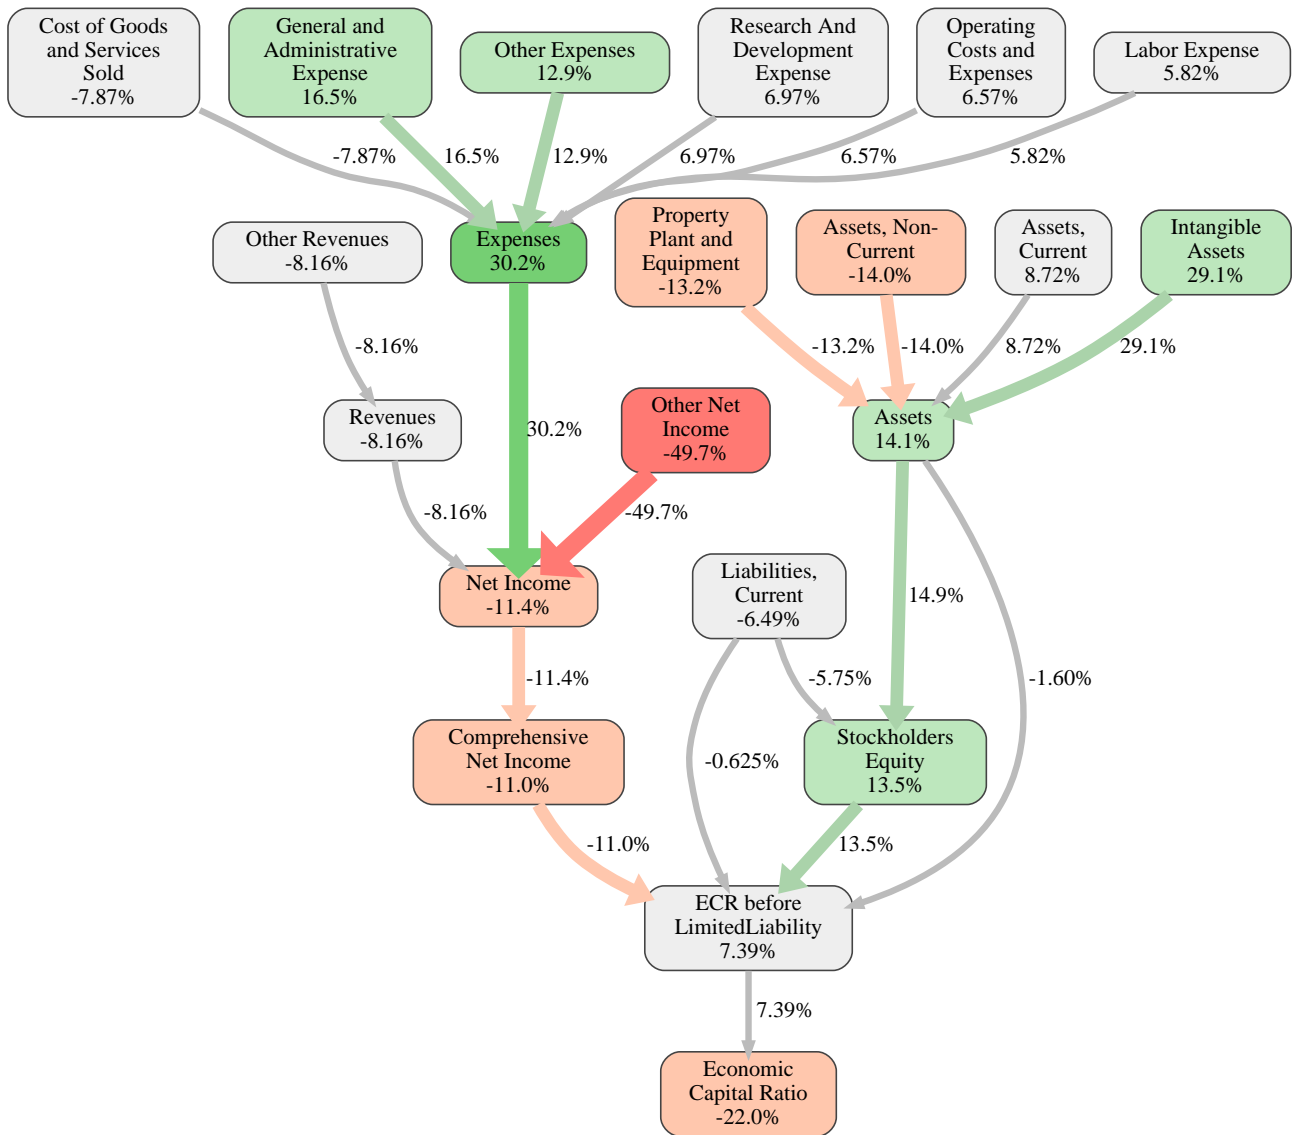 Cost of Goods
and Services
Sold
-7.87%
General and
Administrative
Expense
16.5%
Other Expenses
12.9%
Research And
Development
Expense
6.97%
Operating
Costs and
Expenses
6.57%
Labor Expense
5.82%
-7.87%
16.5%
12.9%
6.97%
6.57%
5.82%
Other Revenues
-8.16%
Expenses
30.2%
Property
Plant and
Equipment
-13.2%
Assets, Non-
Current
-14.0%
Assets,
Current
8.72%
Intangible
Assets
29.1%
-8.16%
-13.2%
-14.0%
8.72%
29.1%
Revenues
-8.16%
30.2%
Other Net
Income
-49.7%
Assets
14.1%
-8.16%
-49.7%
Net Income
-11.4%
Liabilities,
Current
-6.49%
14.9%
-11.4%
-5.75%
-1.60%
Comprehensive
Net Income
-11.0%
-0.625%
Stockholders
Equity
13.5%
-11.0%
13.5%
ECR before
LimitedLiability
7.39%
7.39%
Economic
Capital Ratio
-22.0%